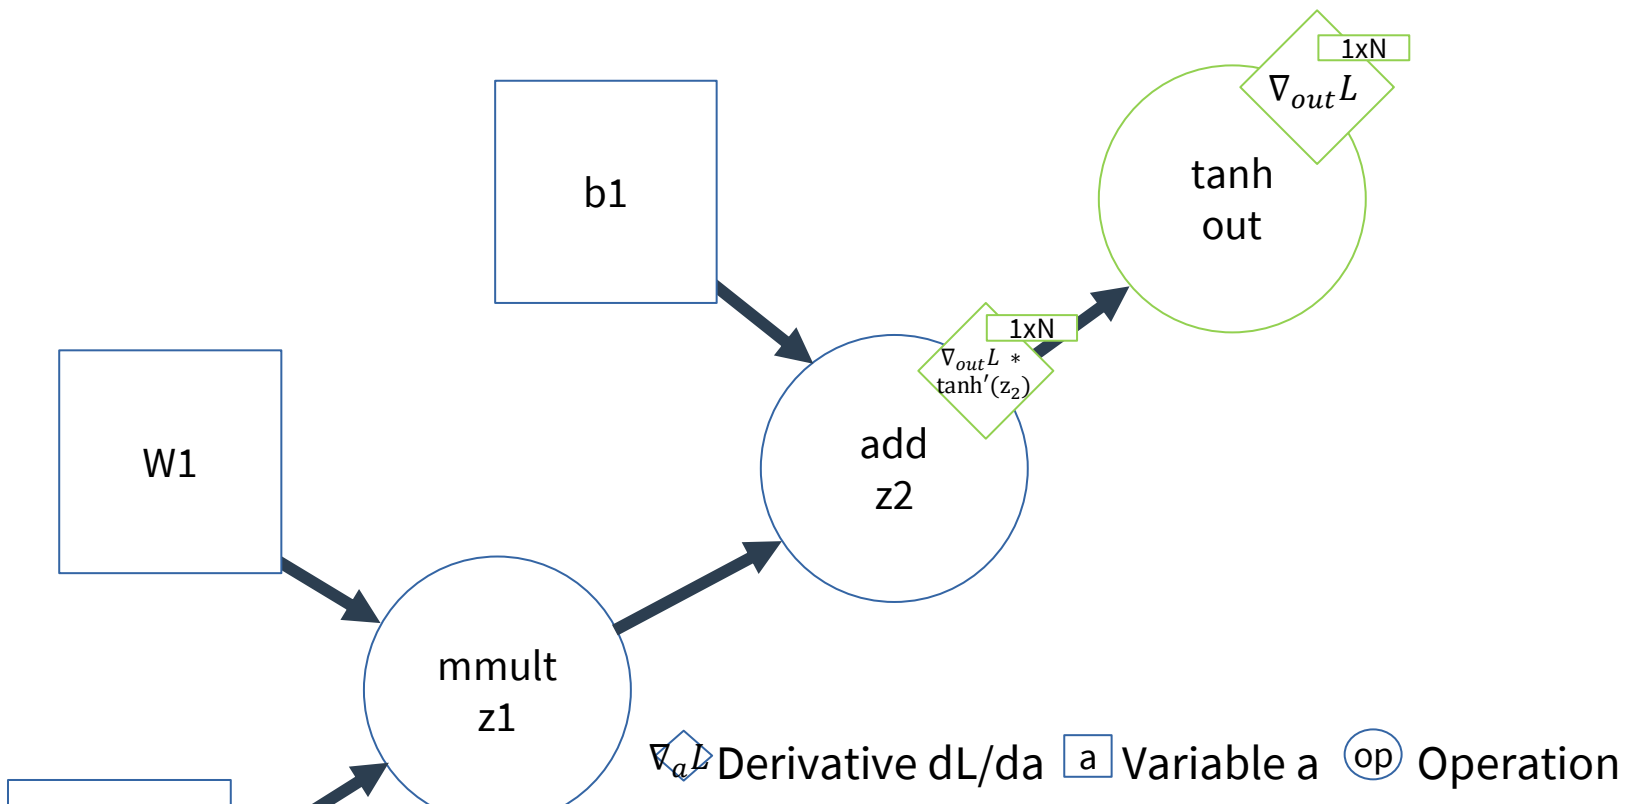 1xN
∇outL
tanh
out
b1
1xN
∇outL *
tanh′(z₂)
W1
add
z2
mmult
z1
∇aL Derivative dL/da a Variable a op Operation